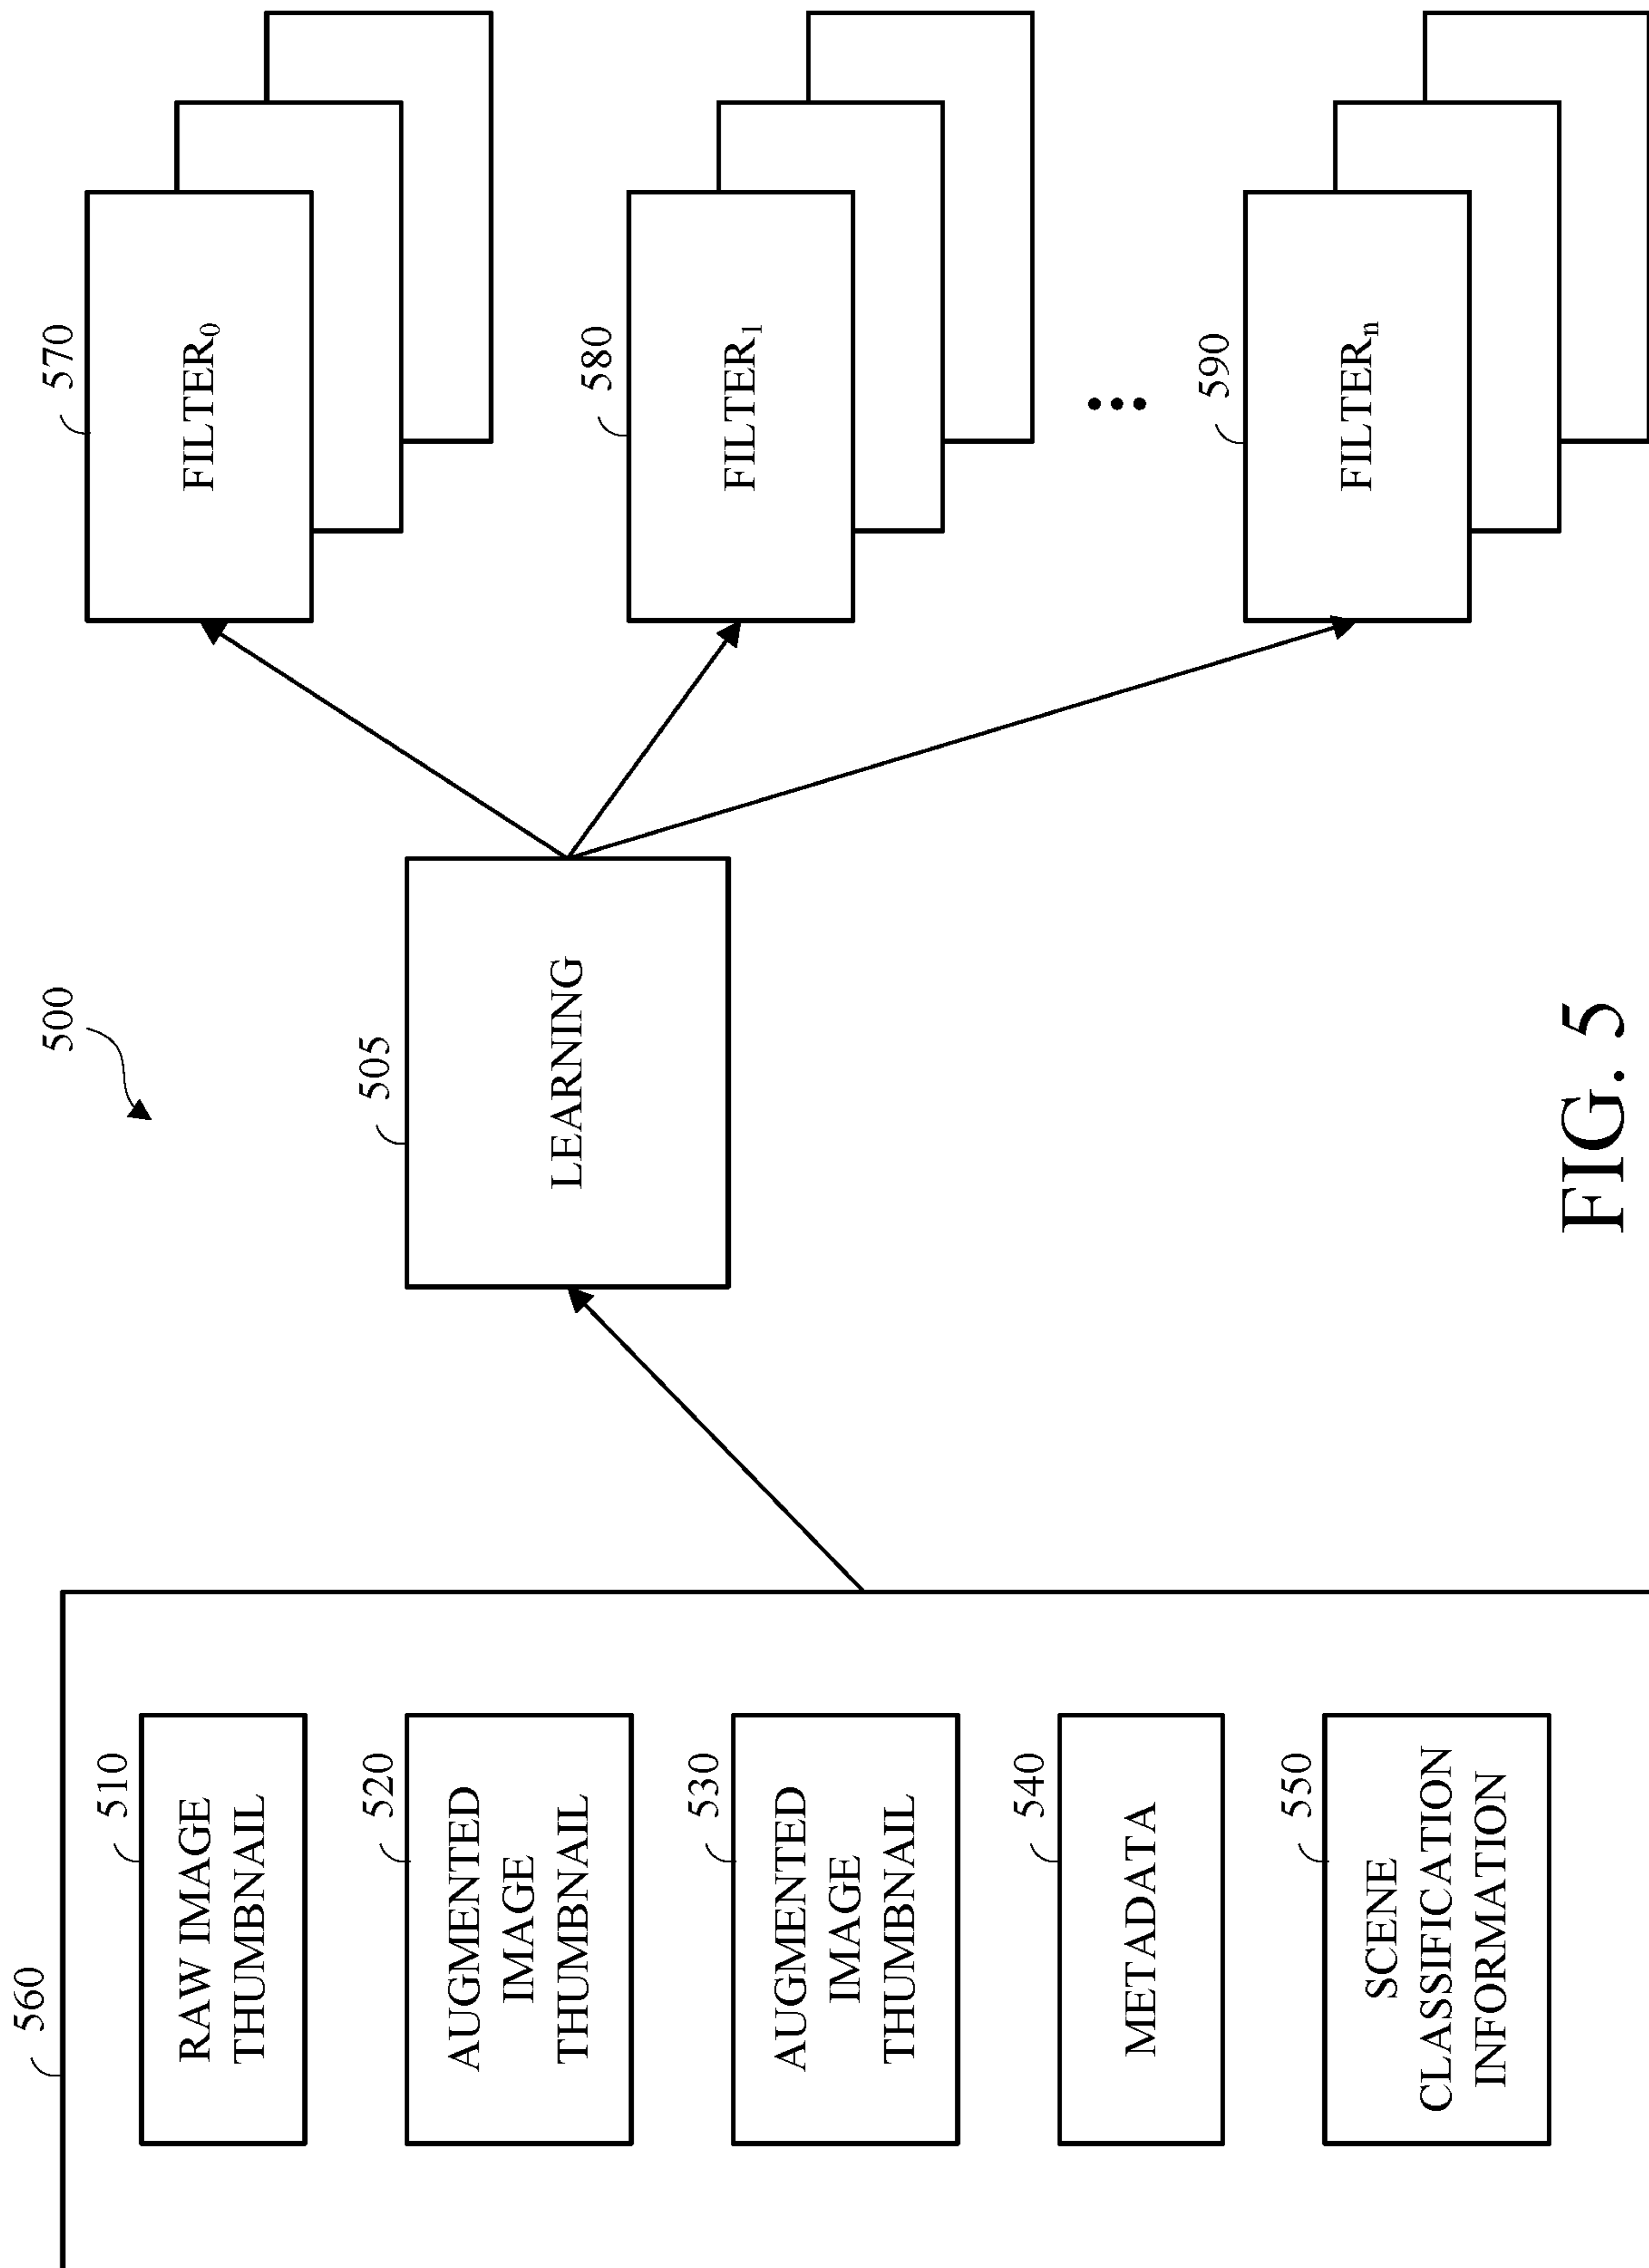 500
560
510
RAW IMAGE
THUMBNAIL
520
AUGMENTED
IMAGE
THUMBNAIL
530
AUGMENTED
IMAGE
THUMBNAIL
540
METADATA
550
SCENE
CLASSIFICATION
INFORMATION
505
LEARNING
570
FILTER₀
580
FILTER₁
590
FILTERₙ
FIG. 5